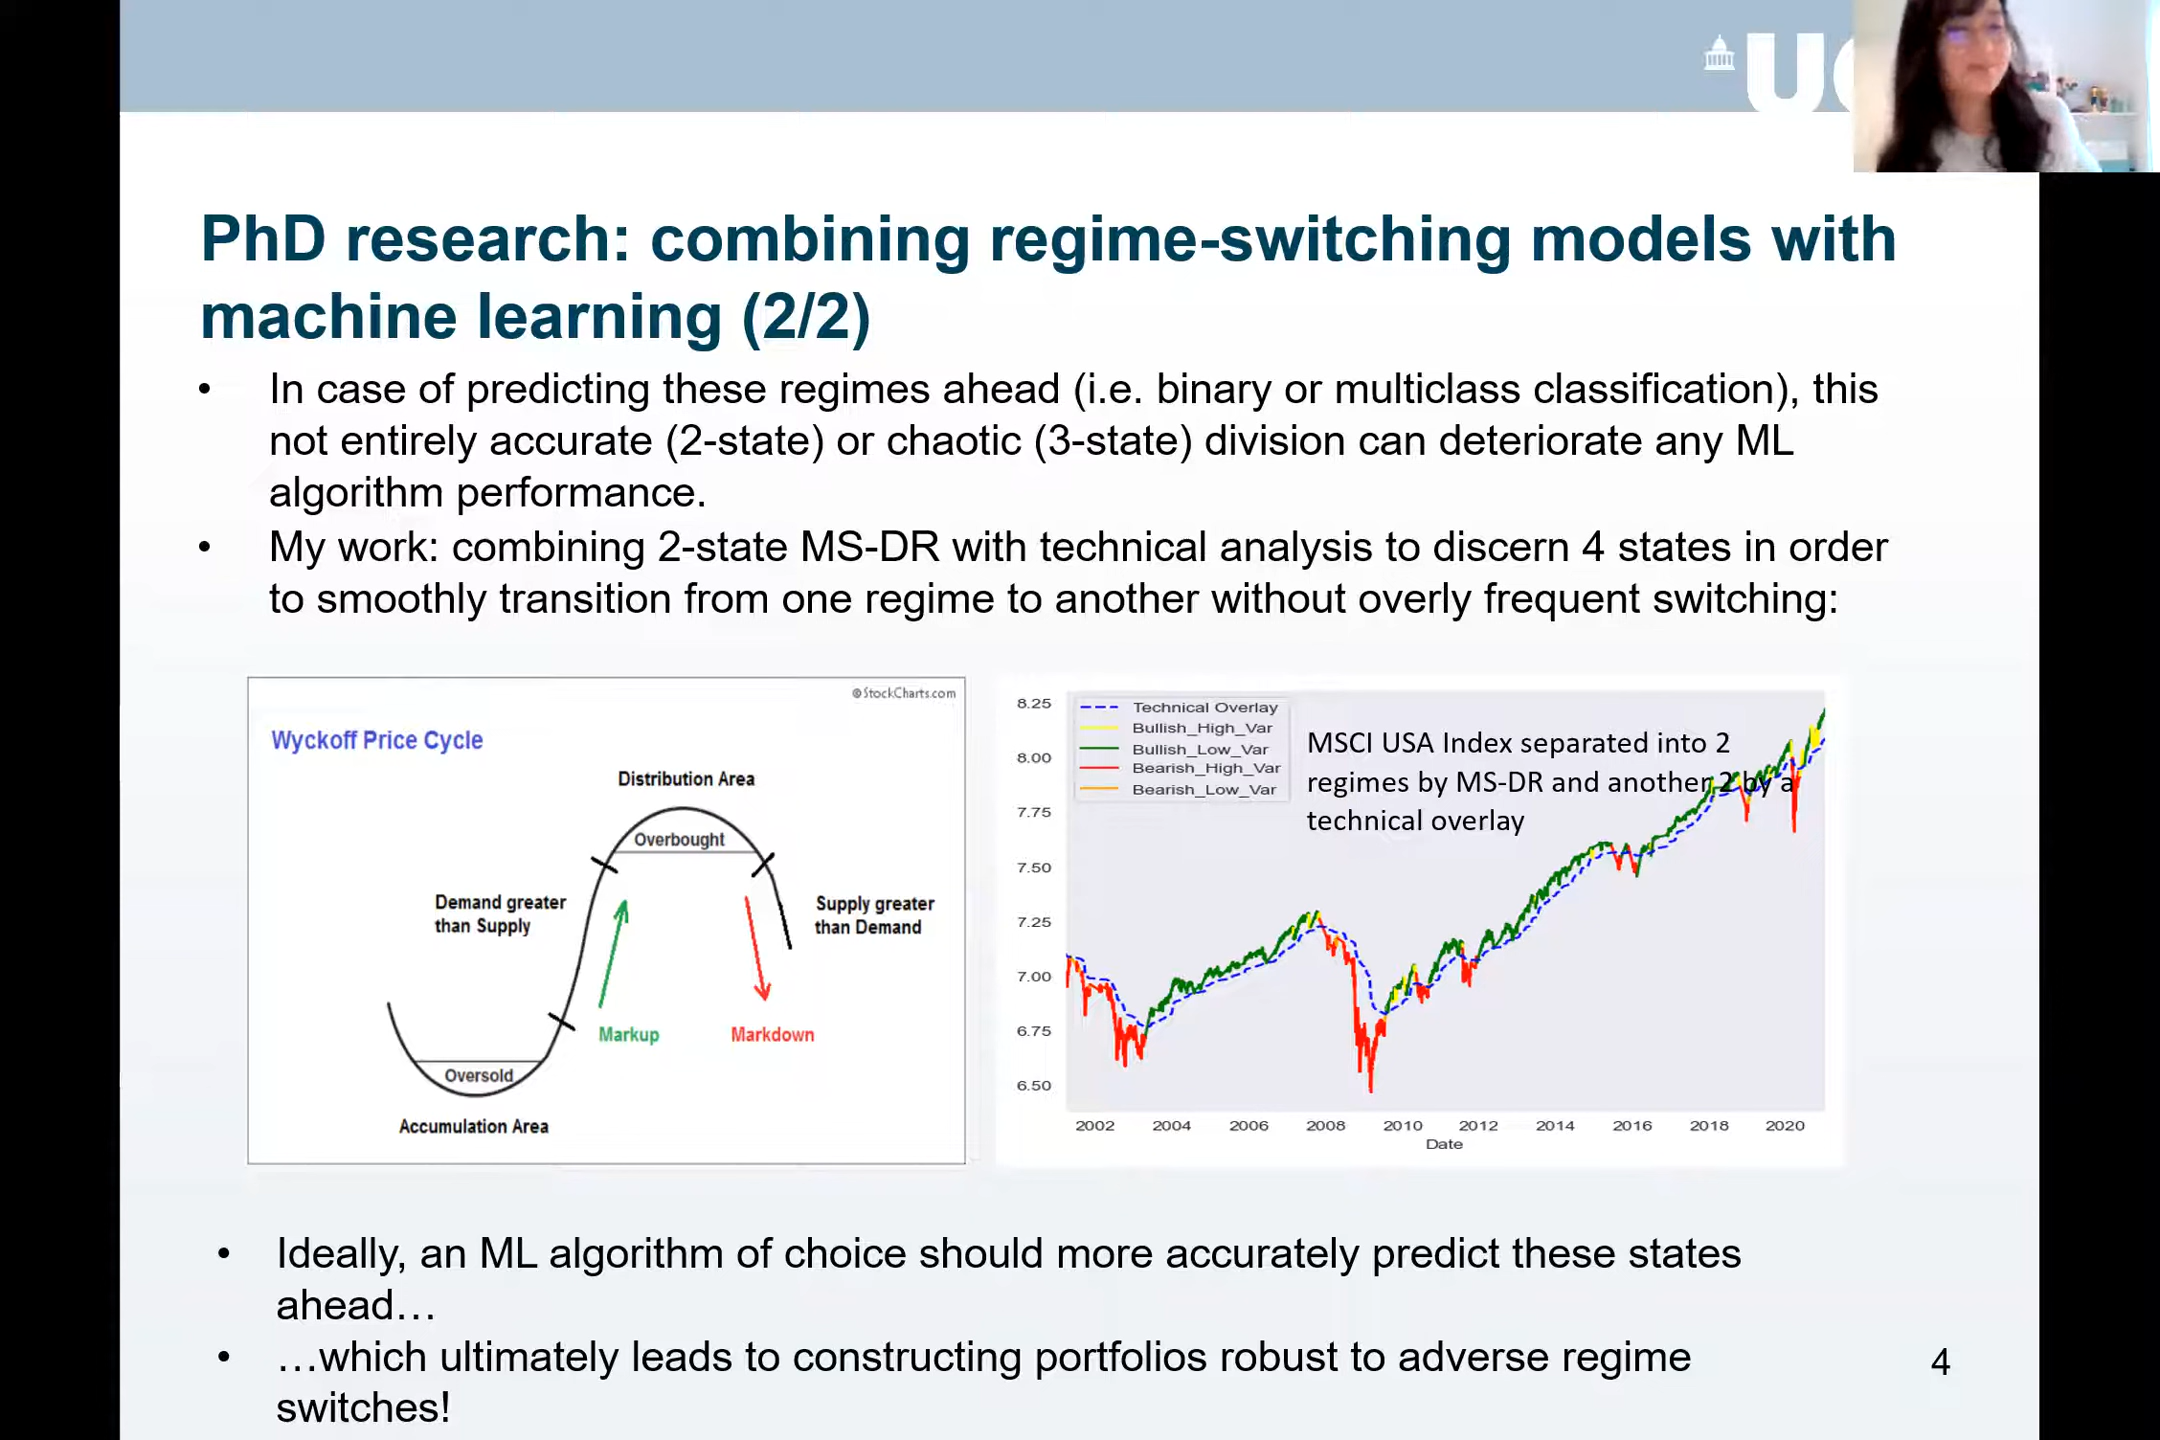 PhD research: combining regime-switching models with
machine learning (2/2)
• In case of predicting these regimes ahead (i.e. binary or multiclass classification), this
not entirely accurate (2-state) or chaotic (3-state) division can deteriorate any ML
algorithm performance.
• My work: combining 2-state MS-DR with technical analysis to discern 4 states in order
to smoothly transition from one regime to another without overly frequent switching:
©StockCharts.com
Wyckoff Price Cycle
Distribution Area
Overbought
Demand greater
than Supply
Supply greater
than Demand
Markup
Markdown
Oversold
Accumulation Area
8.25
8.00
7.75
7.50
7.25
7.00
6.75
6.50
Technical Overlay
Bullish_High_Var
Bullish_Low_Var
Bearish_High_Var
Bearish_Low_Var
MSCI USA Index separated into 2
regimes by MS-DR and another 2 by a
technical overlay
2002 2004 2006 2008 2010 2012 2014 2016 2018 2020
Date
• Ideally, an ML algorithm of choice should more accurately predict these states
ahead…
• …which ultimately leads to constructing portfolios robust to adverse regime
switches!
4